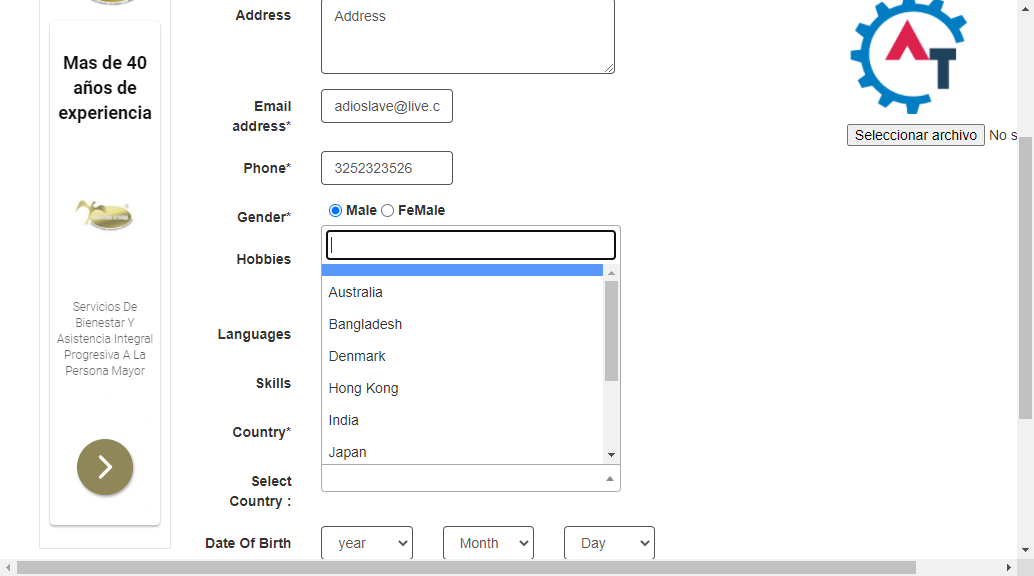 Mas de 40
años de
experiencia
Servicios De
Bienestar Y
Asistencia Integral
Progresiva A La
Persona Mayor
Address
Address
Email
address*
adioslave@live.c
Phone*
3252323526
Gender*
Male FeMale
Hobbies
Languages
Skills
Country*
Australia
Bangladesh
Denmark
Hong Kong
India
Japan
Select
Country :
Date Of Birth
year Month Day
AT
Seleccionar archivo No s